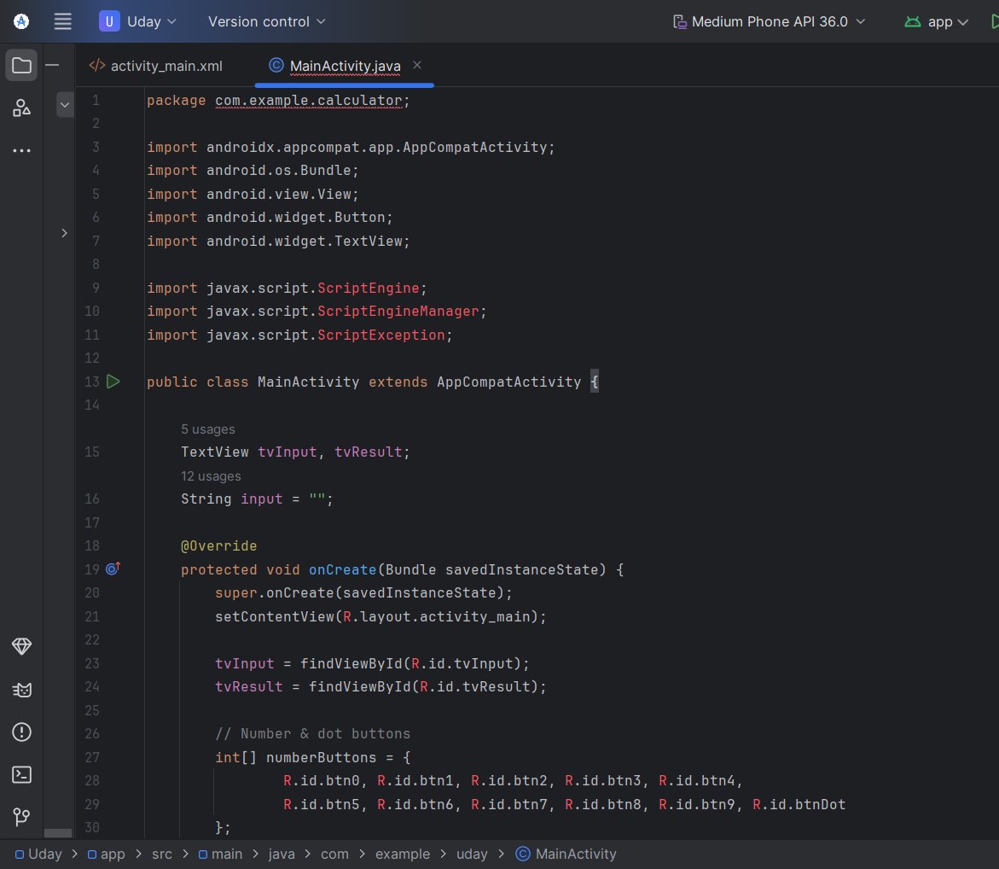 U Uday Version control Medium Phone API 36.0 app
activity_main.xml MainActivity.java
1 package com.example.calculator;
2
3 import androidx.appcompat.app.AppCompatActivity;
4 import android.os.Bundle;
5 import android.view.View;
6 import android.widget.Button;
7 import android.widget.TextView;
8
9 import javax.script.ScriptEngine;
10 import javax.script.ScriptEngineManager;
11 import javax.script.ScriptException;
12
13 public class MainActivity extends AppCompatActivity {
14
5 usages
15 TextView tvInput, tvResult;
12 usages
16 String input = "";
17
18 @Override
19 protected void onCreate(Bundle savedInstanceState) {
20 super.onCreate(savedInstanceState);
21 setContentView(R.layout.activity_main);
22
23 tvInput = findViewById(R.id.tvInput);
24 tvResult = findViewById(R.id.tvResult);
25
26 // Number & dot buttons
27 int[] numberButtons = {
28 R.id.btn0, R.id.btn1, R.id.btn2, R.id.btn3, R.id.btn4,
29 R.id.btn5, R.id.btn6, R.id.btn7, R.id.btn8, R.id.btn9, R.id.btnDot
30 };
Uday > app > src > main > java > com > example > uday > C MainActivity